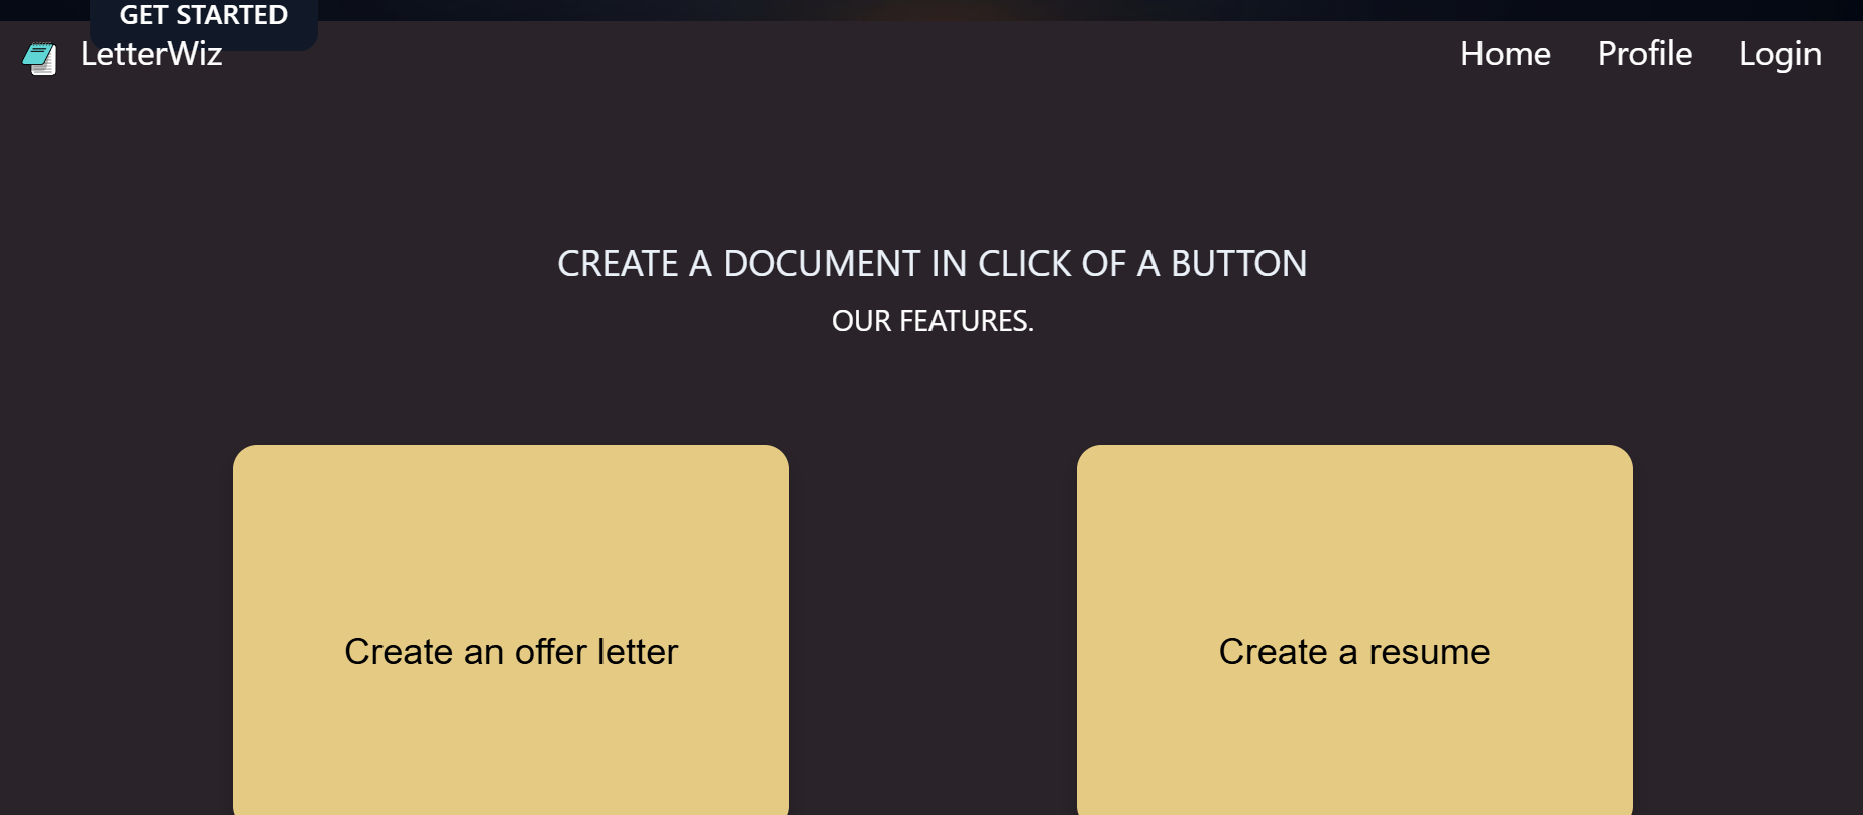 GET STARTED
LetterWiz
Home Profile Login
CREATE A DOCUMENT IN CLICK OF A BUTTON
OUR FEATURES.
Create an offer letter
Create a resume